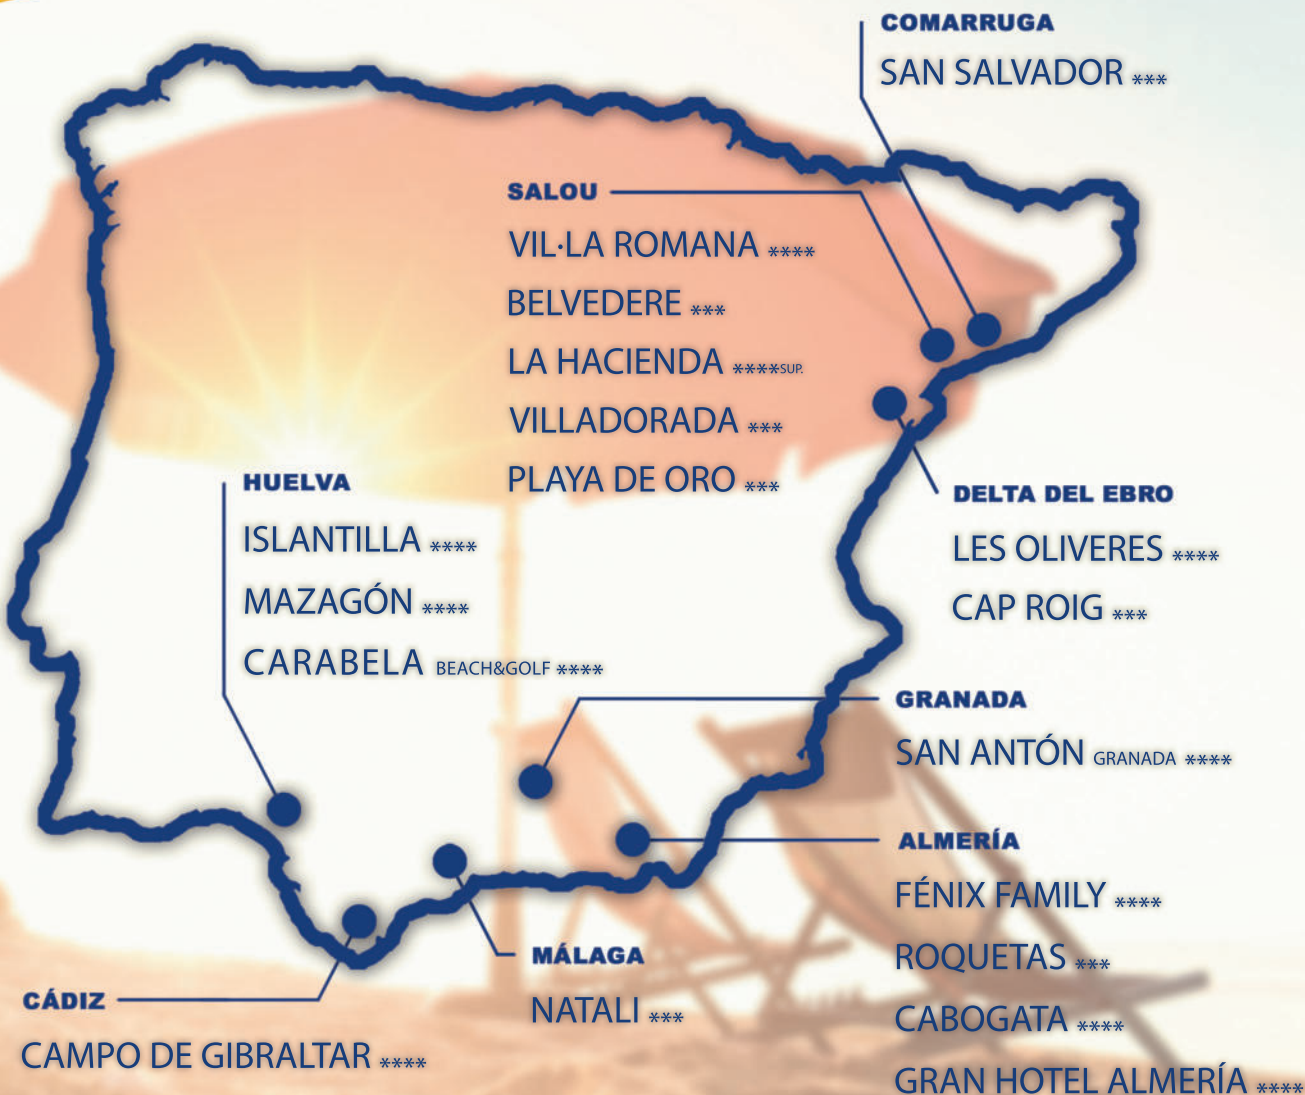 COMARRUGA
SAN SALVADOR ***
SALOU
VIL·LA ROMANA ****
BELVEDERE ***
LA HACIENDA ****SUP.
VILLADORADA ***
PLAYA DE ORO ***
HUELVA
ISLANTILLA ****
MAZAGÓN ****
CARABELA BEACH&GOLF ****
DELTA DEL EBRO
LES OLIVERES ****
CAP ROIG ***
GRANADA
SAN ANTÓN GRANADA ****
ALMERÍA
FÉNIX FAMILY ****
ROQUETAS ***
CABOGATA ****
GRAN HOTEL ALMERÍA ****
MÁLAGA
NATALI ***
CÁDIZ
CAMPO DE GIBRALTAR ****